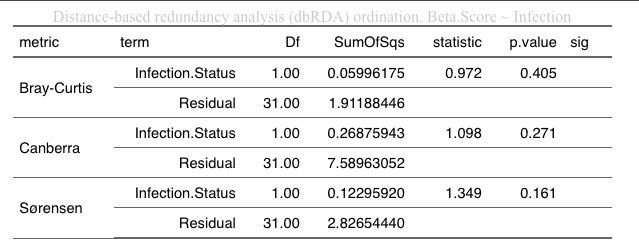 Distance-based redundancy analysis (dbRDA) ordination. Beta.Score ~ Infection
metric term Df SumOfSqs statistic p.value sig
Bray-Curtis Infection.Status 1.00 0.05996175 0.972 0.405
Residual 31.00 1.91188446
Canberra Infection.Status 1.00 0.26875943 1.098 0.271
Residual 31.00 7.58963052
Sørensen Infection.Status 1.00 0.12295920 1.349 0.161
Residual 31.00 2.82654440